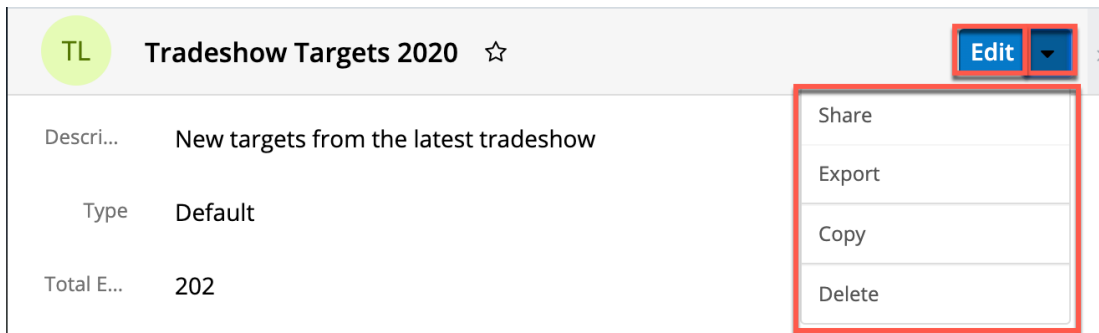 TL Tradeshow Targets 2020 Edit
Share
Descri... New targets from the latest tradeshow
Export
Type Default
Copy
Total E... 202
Delete